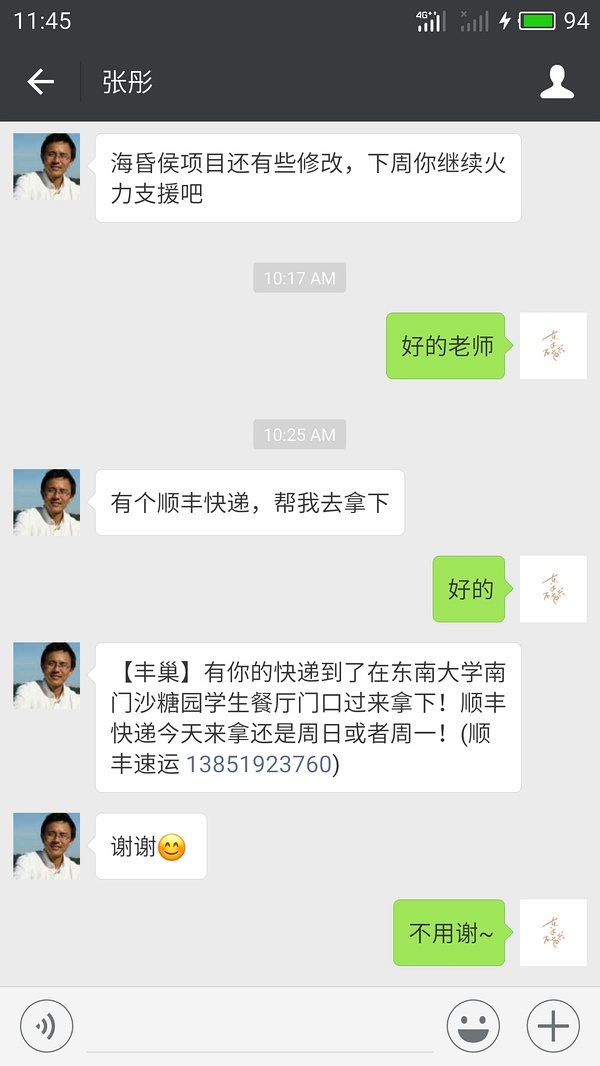 11:45
4G++
94
张彤
海昏侯项目还有些修改，下周你继续火
力支援吧
10:17 AM
好的老师
10:25 AM
有个顺丰快递，帮我去拿下
好的
【丰巢】有你的快递到了在东南大学南
门沙糖园学生餐厅门口过来拿下！顺丰
快递今天来拿还是周日或者周一！(顺
丰速运 13851923760)
谢谢😊
不用谢~